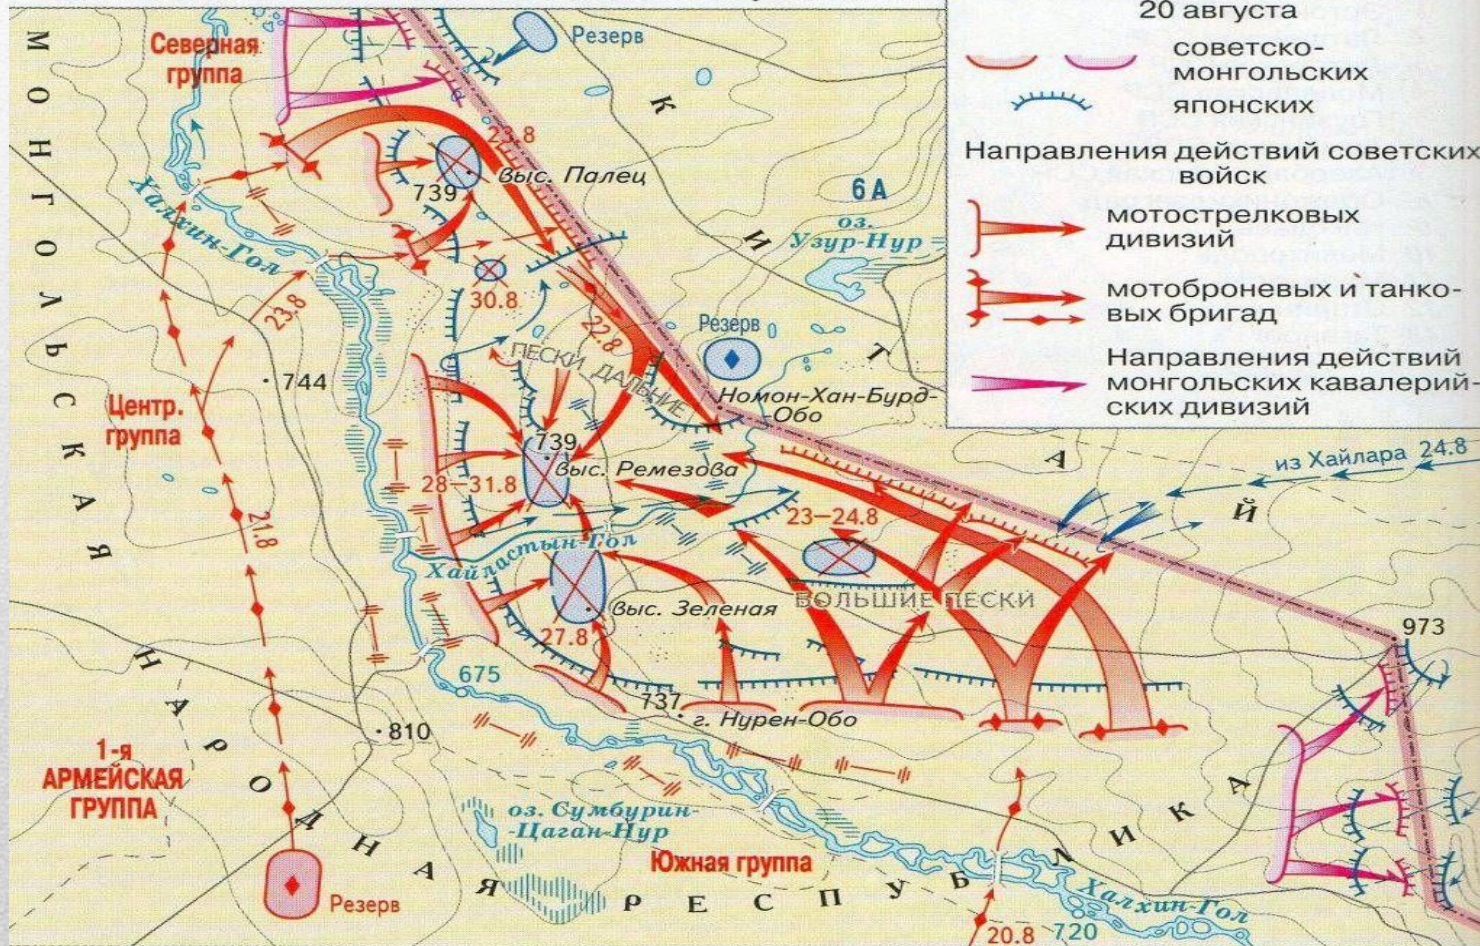 20 августа
советско-
монгольских
японских
Направления действий советских
войск
мотострелковых
дивизий
мотоброневых и танко-
вых бригад
Направления действий
монгольских кавалерий-
ских дивизий
МОНГОЛЬСКАЯ
НАРОДНАЯ
РЕСПУБЛИКА
КИТАЙ
Северная
группа
Резерв
23.8
выс. Палец
739
Халхин-Гол
6А
оз.
Узур-Нур
30.8
23.8
22.8
Резерв
ПЕСКИ ДАЛЬНИЕ
744
Номон-Хан-Бурд-
-Обо
Центр.
группа
739
выс. Ремезова
из Хайлара 24.8
28—31.8
21.8
23—24.8
Хайластын-Гол
выс. Зеленая
БОЛЬШИЕ ПЕСКИ
27.8
973
675
737
г. Нурен-Обо
810
1-я
АРМЕЙСКАЯ
ГРУППА
оз. Сумбурин-
-Цаган-Нур
Южная группа
Резерв
Халхин-Гол
20.8
720